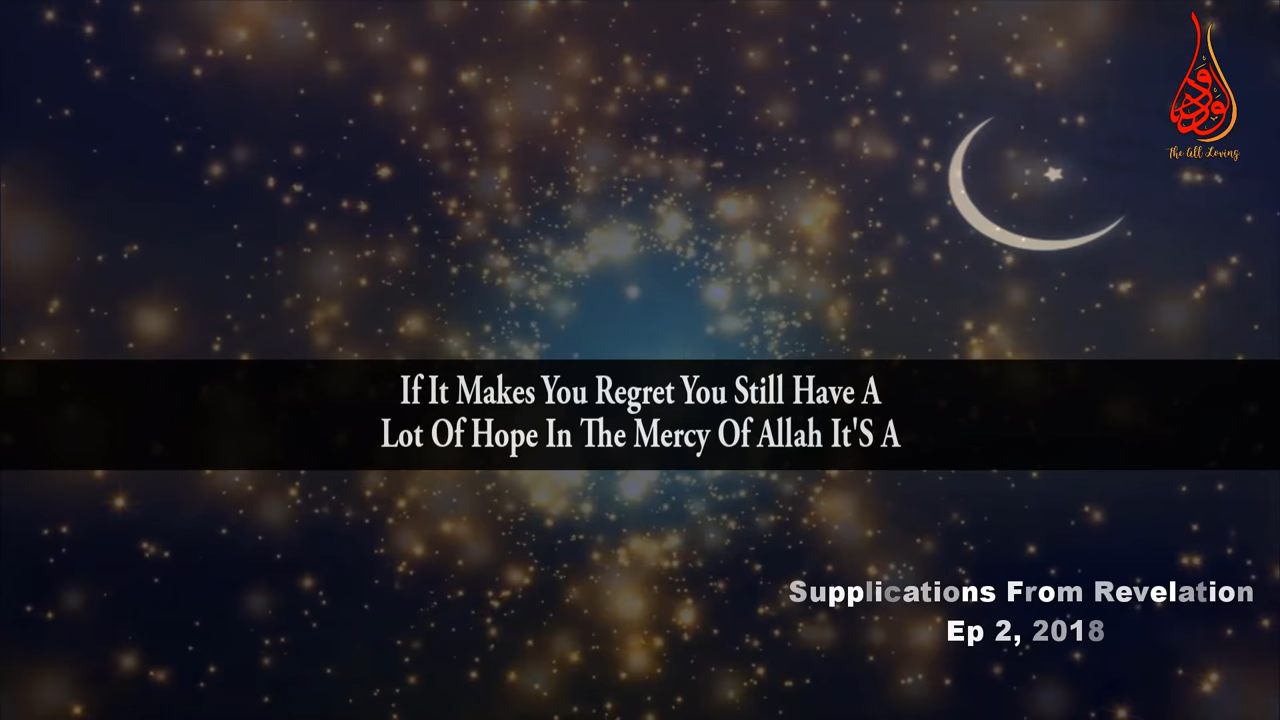 الودود
The All Loving
If It Makes You Regret You Still Have A
Lot Of Hope In The Mercy Of Allah It'S A
Supplications From Revelation
Ep 2, 2018